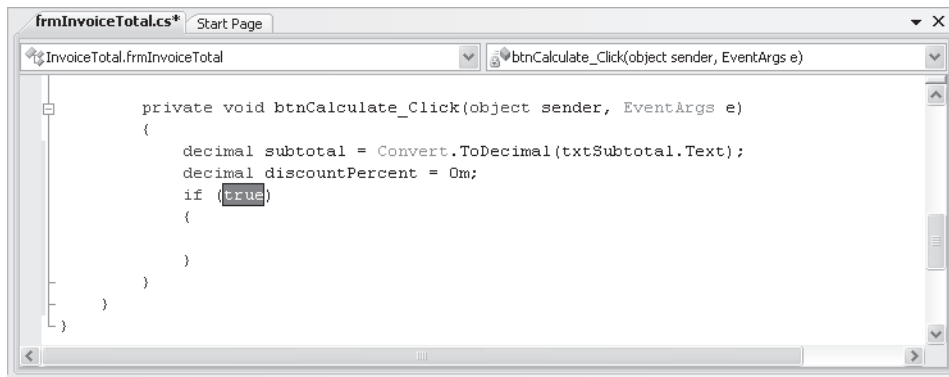 frmInvoiceTotal.cs* Start Page
InvoiceTotal.frmInvoiceTotal btnCalculate_Click(object sender, EventArgs e)
private void btnCalculate_Click(object sender, EventArgs e)
{
decimal subtotal = Convert.ToDecimal(txtSubtotal.Text);
decimal discountPercent = 0m;
if (true)
{
}
}
}
}